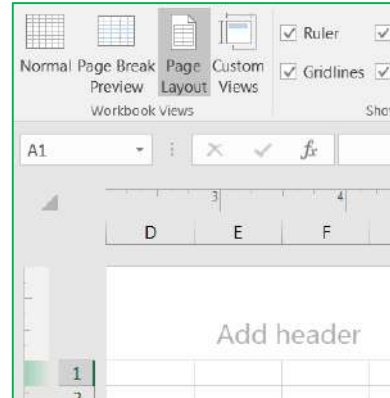 Normal Page Break Page Custom
Preview Layout Views
Workbook Views
Ruler
Gridlines
A1
fx
3 4
D E F
Add header
1